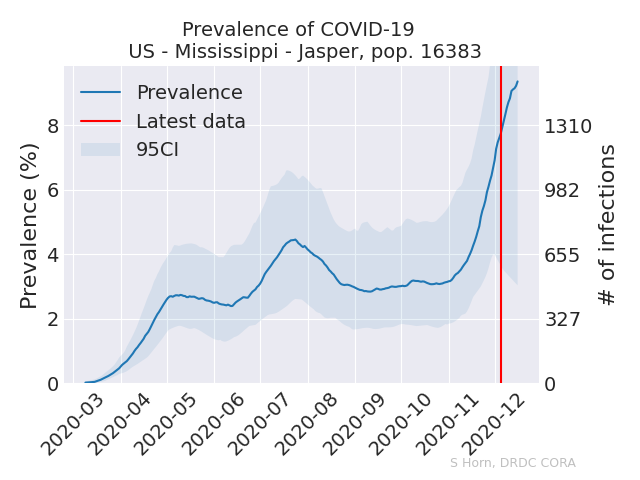 Prevalence of COVID-19
US - Mississippi - Jasper, pop. 16383
Prevalence
Latest data
95CI
Prevalence (%)
8
6
4
2
0
1310
982
655
327
0
# of infections
2020-03
2020-04
2020-05
2020-06
2020-07
2020-08
2020-09
2020-10
2020-11
2020-12
S Horn, DRDC CORA